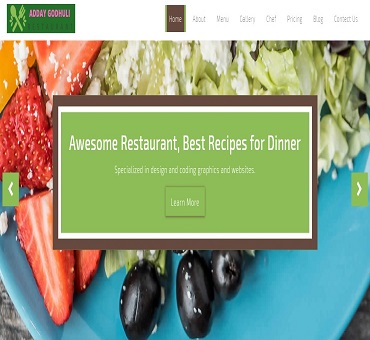 ADDAY GODHULI
Home About Menu Gallery Chef Pricing Blog Contact Us
Awesome Restaurant, Best Recipes for Dinner
Specialized in design and coding graphics and websites.
Learn More